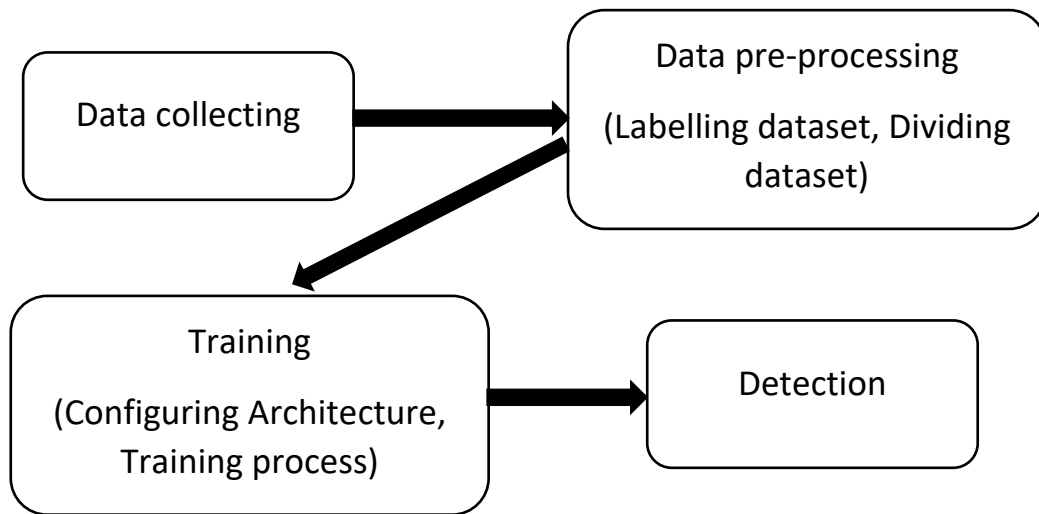 Data collecting
Data pre-processing
(Labelling dataset, Dividing
dataset)
Training
(Configuring Architecture,
Training process)
Detection